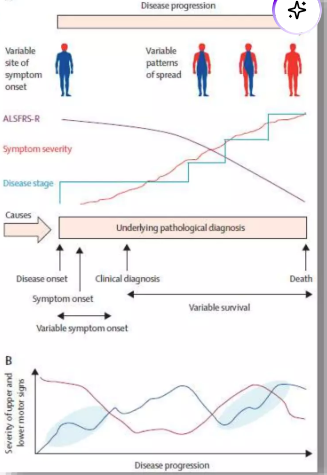 Disease progression
Variable
site of
symptom
onset
Variable
patterns
of spread
ALSFRS-R
Symptom severity
Disease stage
Causes
Underlying pathological diagnosis
Disease onset
Clinical diagnosis
Death
Symptom onset
Variable survival
Variable symptom onset
B
Severity of upper and
lower motor signs
Disease progression